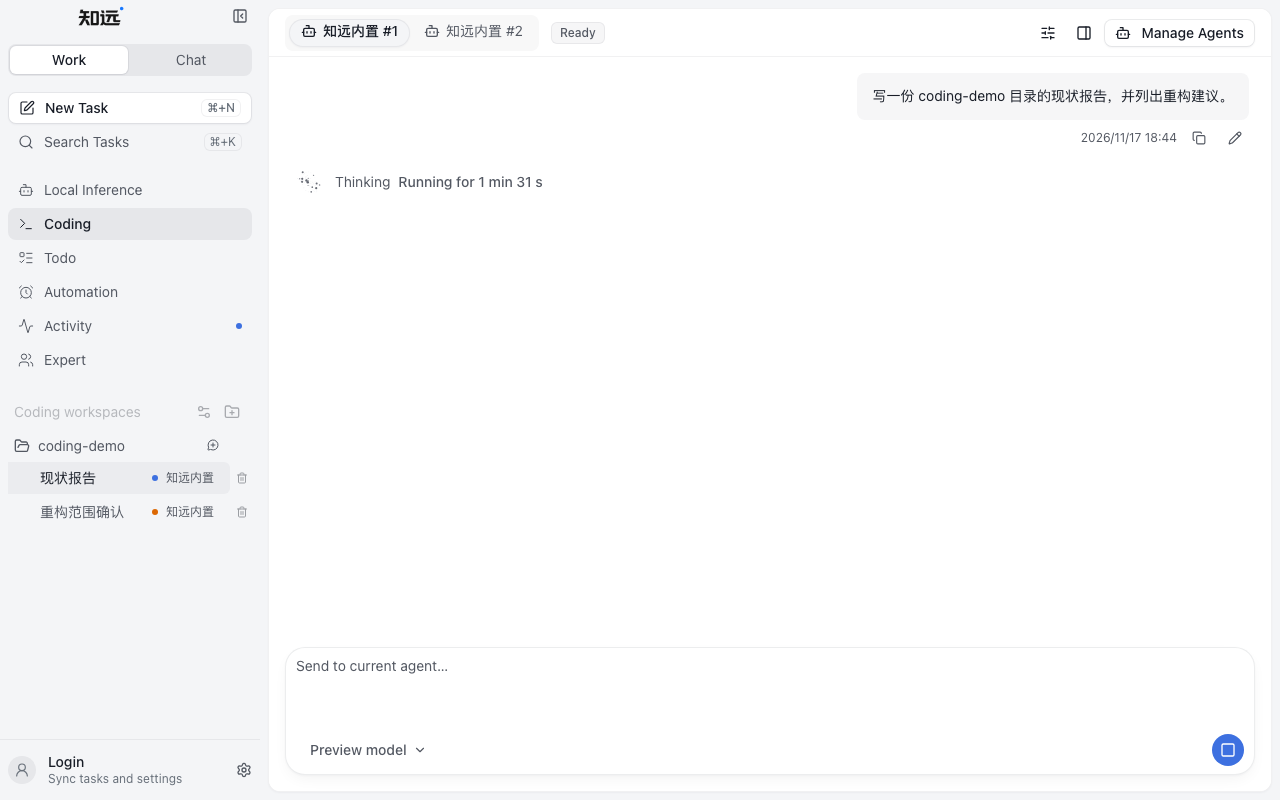 知远
Work
Chat
New Task
⌘+N
Search Tasks
⌘+K
Local Inference
Coding
Todo
Automation
Activity
Expert
Coding workspaces
coding-demo
现状报告
知远内置
重构范围确认
知远内置
Login
Sync tasks and settings
知远内置 #1
知远内置 #2
Ready
Manage Agents
写一份 coding-demo 目录的现状报告，并列出重构建议。
2026/11/17 18:44
Thinking Running for 1 min 31 s
Send to current agent...
Preview model